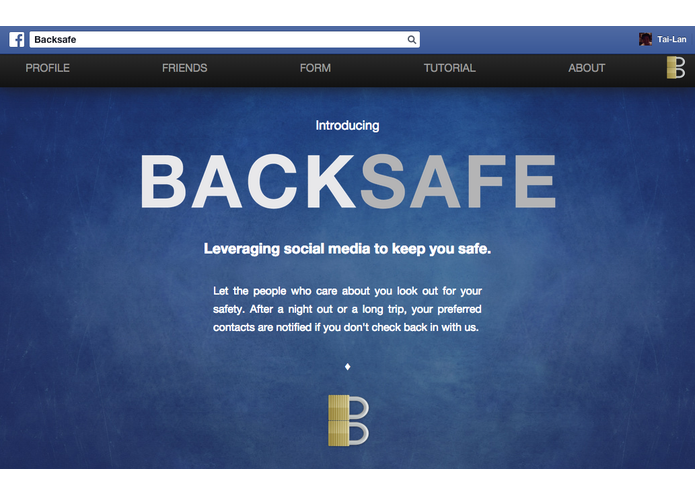 Backsafe
Tai-Lan
PROFILE
FRIENDS
FORM
TUTORIAL
ABOUT
Introducing
BACKSAFE
Leveraging social media to keep you safe.
Let the people who care about you look out for your
safety. After a night out or a long trip, your preferred
contacts are notified if you don't check back in with us.